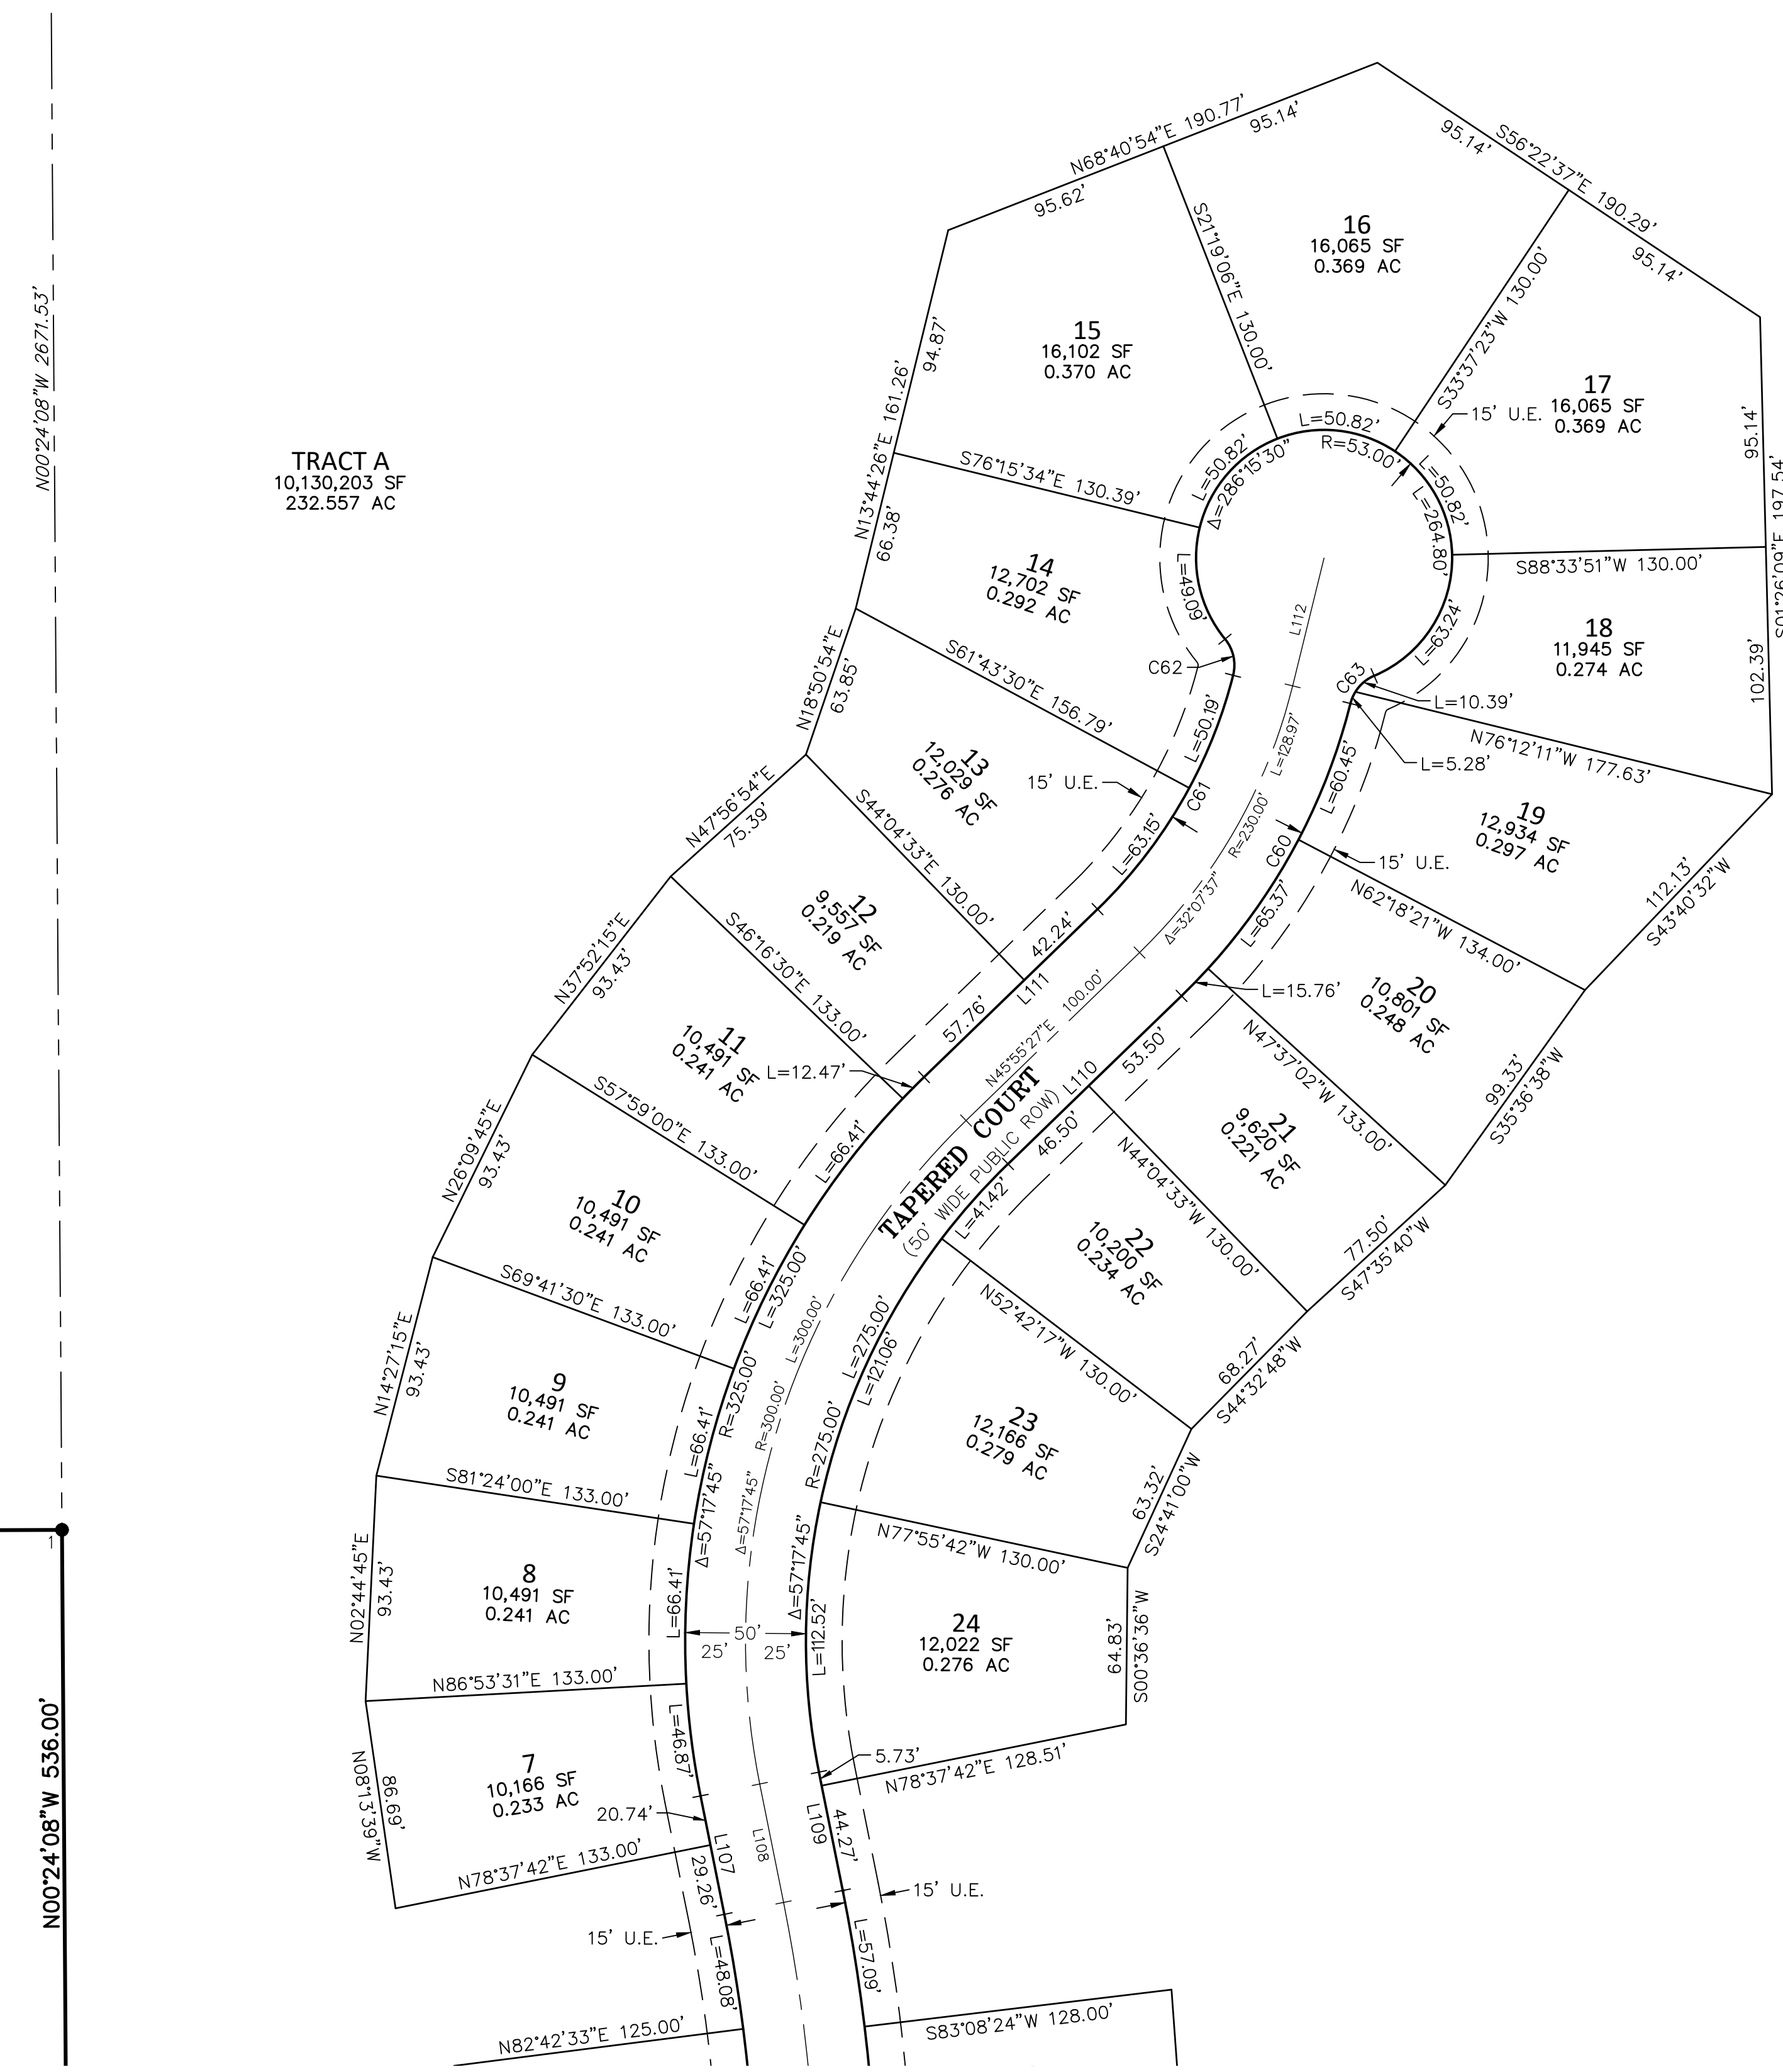 N00°24'08"W 2671.53'
TRACT A
10,130,203 SF
232.557 AC
1
N00°24'08"W 536.00'
N68°40'54"E 190.77'
95.62'
95.14'
S56°22'37"E 190.29'
95.14'
95.14'
S21°19'06"E 130.00'
16
16,065 SF
0.369 AC
S33°37'23"W 130.00'
15
16,102 SF
0.370 AC
94.87'
N13°44'26"E 161.26'
66.38'
17
16,065 SF
0.369 AC
15' U.E.
95.14'
S01°26'09"E 197.54'
102.39'
L=50.82'
R=53.00'
L=50.82'
Δ=286°15'30"
L=50.82'
L=264.80'
S76°15'34"E 130.39'
14
12,702 SF
0.292 AC
L=49.09'
C62
L112
S88°33'51"W 130.00'
18
11,945 SF
0.274 AC
L=63.24'
C63
L=10.39'
N76°12'11"W 177.63'
L=5.28'
N18°50'54"E
63.85'
S61°43'30"E 156.79'
L=50.19'
L=128.97'
L=60.45'
13
12,029 SF
0.276 AC
15' U.E.
C61
L=63.15'
R=230.00'
C60
Δ=32°07'37"
15' U.E.
19
12,934 SF
0.297 AC
112.13'
S43°40'32"W
N47°56'54"E
75.39'
S44°04'33"E 130.00'
N62°18'21"W 134.00'
L=65.37'
12
9,557 SF
0.219 AC
42.24'
L111
57.76'
100.00'
N45°55'27"E
L=15.76'
20
10,801 SF
0.248 AC
99.33'
S35°36'38"W
N37°52'15"E
93.43'
S46°16'30"E 133.00'
N47°37'02"W 133.00'
11
10,491 SF
0.241 AC
L=12.47'
L=66.41'
TAPERED COURT
(50' WIDE PUBLIC ROW)
L110
53.50'
46.50'
21
9,620 SF
0.221 AC
77.50'
S47°35'40"W
N44°04'33"W 130.00'
S57°59'00"E 133.00'
N26°09'45"E
93.43'
10
10,491 SF
0.241 AC
L=66.41'
L=325.00'
L=41.42'
22
10,200 SF
0.234 AC
68.27'
S44°32'48"W
N52°42'17"W 130.00'
S69°41'30"E 133.00'
N14°27'15"E
93.43'
9
10,491 SF
0.241 AC
L=66.41'
R=325.00'
Δ=57°17'45"
L=300.00'
R=300.00'
Δ=57°17'45"
L=275.00'
L=121.06'
R=275.00'
Δ=57°17'45"
23
12,166 SF
0.279 AC
63.32'
S24°41'00"W
S81°24'00"E 133.00'
N77°55'42"W 130.00'
N02°44'45"E
93.43'
8
10,491 SF
0.241 AC
L=66.41'
50'
25'
25'
L=112.52'
24
12,022 SF
0.276 AC
64.83'
S00°36'36"W
N86°53'31"E 133.00'
7
10,166 SF
0.233 AC
N08°13'39"W
86.69'
L=46.87'
20.74'
5.73'
N78°37'42"E 128.51'
L107
L108
L109
44.27'
N78°37'42"E 133.00'
29.26'
15' U.E.
15' U.E.
L=48.08'
L=57.09'
N82°42'33"E 125.00'
S83°08'24"W 128.00'